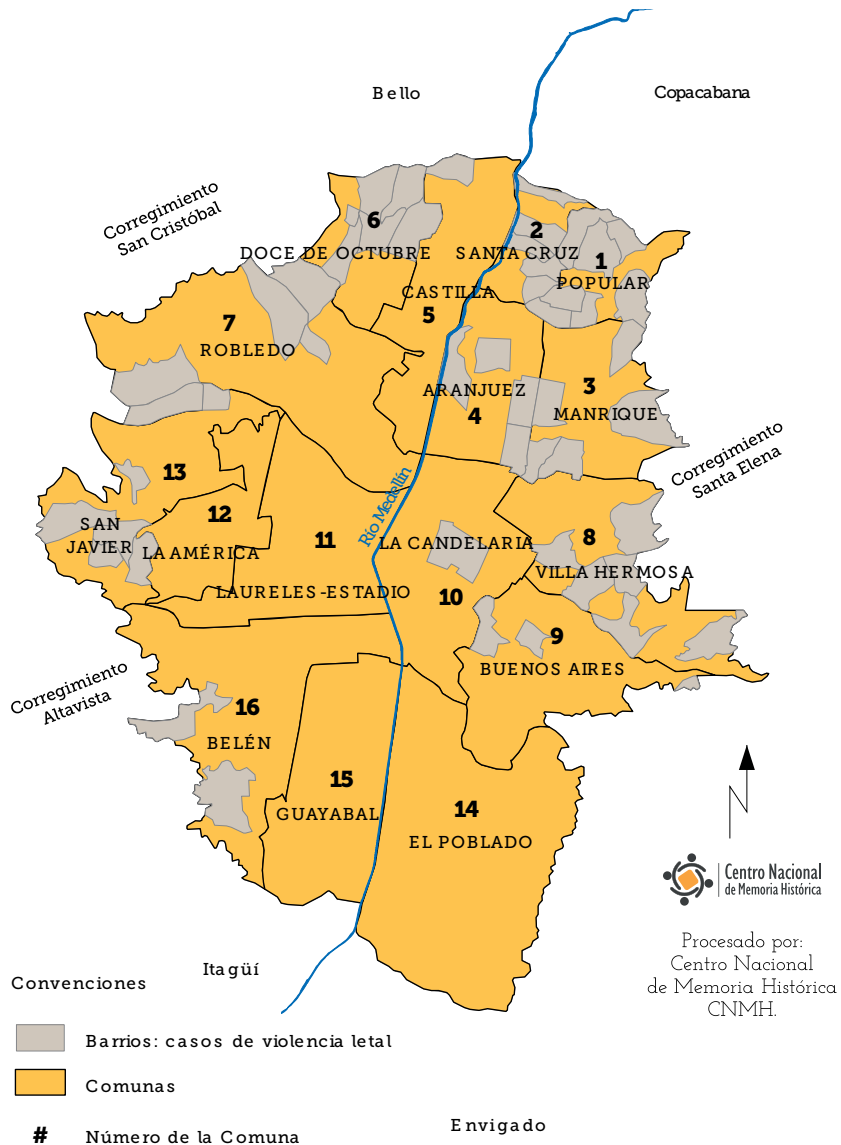 Bello
Copacabana
Corregimiento
San Cristóbal
6
DOCE DE OCTUBRE
2
SANTA CRUZ
1
POPULAR
CASTILLA
5
7
ROBLEDO
ARANJUEZ
4
3
MANRIQUE
Corregimiento
Santa Elena
13
SAN
JAVIER
12
LA AMÉRICA
11
LAURELES-ESTADIO
Río Medellín
LA CANDELARIA
10
8
VILLA HERMOSA
9
BUENOS AIRES
Corregimiento
Altavista
16
BELÉN
15
GUAYABAL
14
EL POBLADO
Centro Nacional
de Memoria Histórica
Procesado por:
Centro Nacional
de Memoria Histórica
CNMH.
Itagüí
Convenciones
Barrios: casos de violencia letal
Comunas
# Número de la Comuna
Envigado